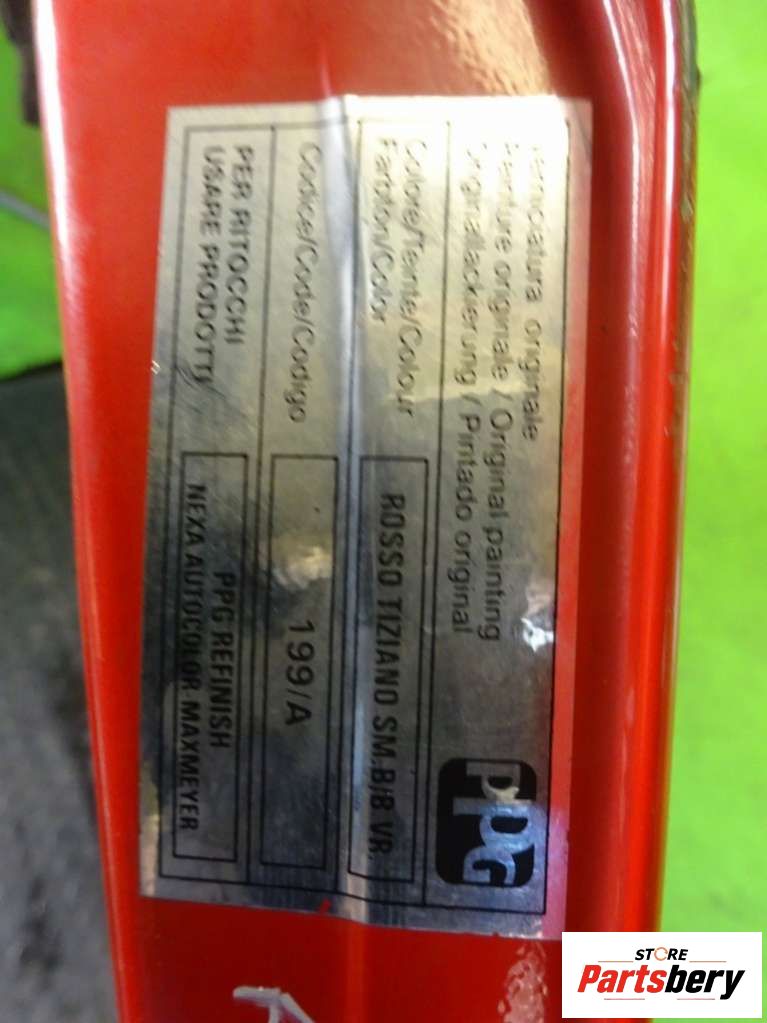 Verniciatura originale
Peinture originale / Original painting
Originallackierung / Pintado original
PPG
Colore/Teinte/Colour
Farbton/Color
ROSSO TIZIANO SM.B/B VR.
Codice/Code/Codigo
199/A
PER RITOCCHI
USARE PRODOTTI
PPG REFINISH
NEXA AUTOCOLOR MAXMEYER
STORE
Partsbery